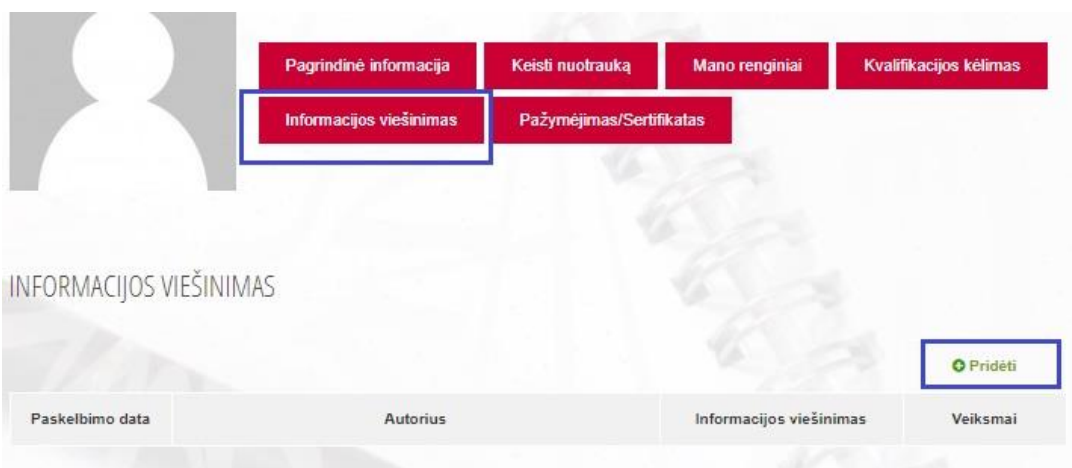 Pagrindinė informacija Keisti nuotrauką Mano renginiai Kvalifikacijos kėlimas
Informacijos viešinimas Pažymėjimas/Sertifikatas
INFORMACIJOS VIEŠINIMAS
Pridėti
Paskelbimo data Autorius Informacijos viešinimas Veiksmai